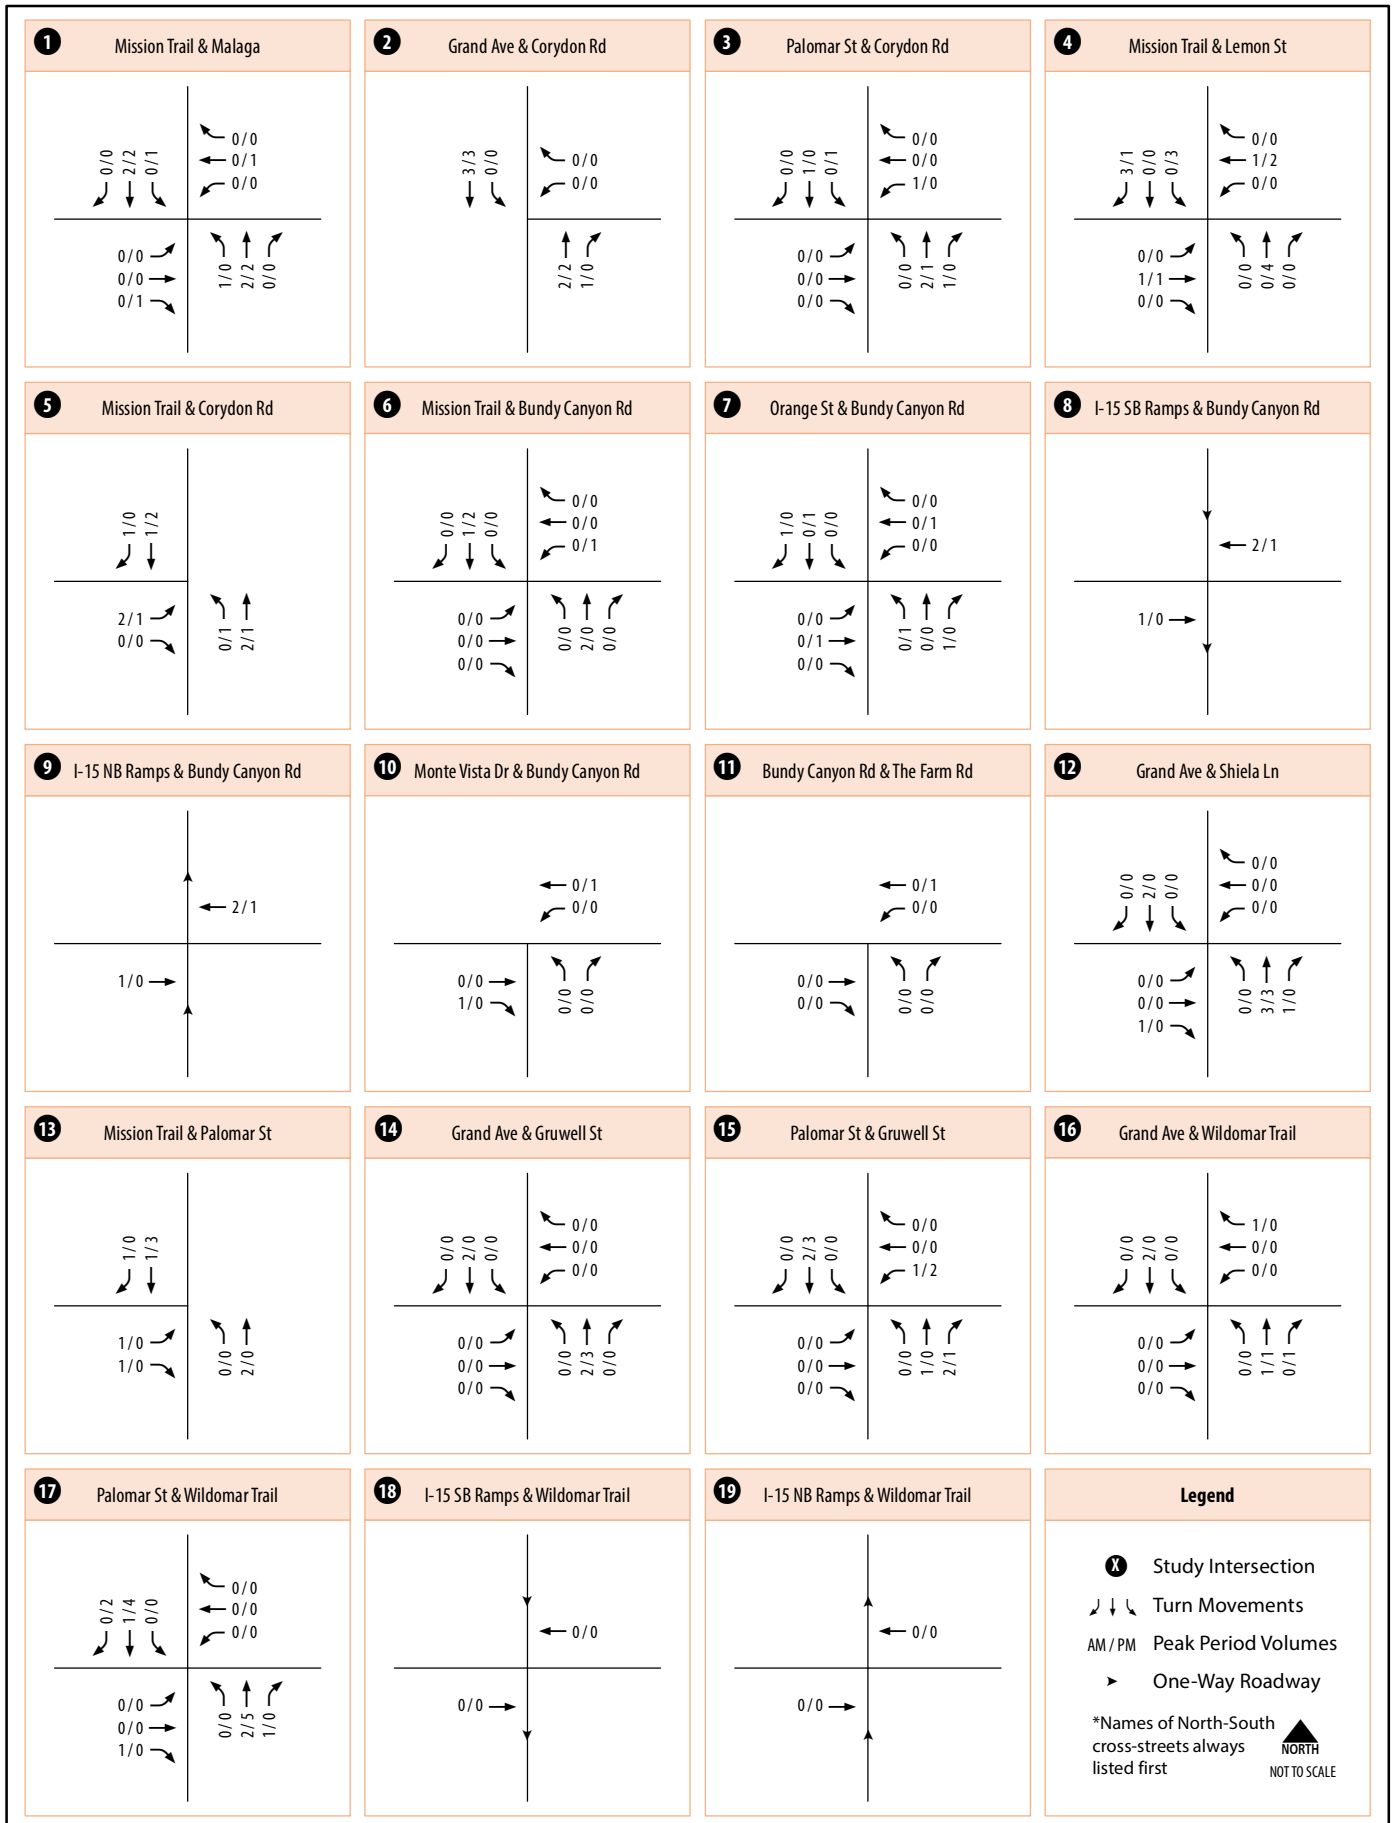 1 Mission Trail & Malaga
0/0 2/2 0/1
0/0
0/1
0/0
0/0
0/0
0/1
1/0 2/2 0/0
2 Grand Ave & Corydon Rd
3/3 0/0
0/0
0/0
2/2 1/0
3 Palomar St & Corydon Rd
0/0 1/0 0/1
0/0
0/0
1/0
0/0
0/0
0/0
0/0 2/1 1/0
4 Mission Trail & Lemon St
3/1 0/0 0/3
0/0
1/2
0/0
0/0
1/1
0/0
0/0 0/4 0/0
5 Mission Trail & Corydon Rd
1/0 1/2
2/1
0/0
0/1 2/1
6 Mission Trail & Bundy Canyon Rd
0/0 1/2 0/0
0/0
0/0
0/1
0/0
0/0
0/0
0/0 2/0 0/0
7 Orange St & Bundy Canyon Rd
1/0 0/1 0/0
0/0
0/1
0/0
0/0
0/1
0/0
0/1 0/0 1/0
8 I-15 SB Ramps & Bundy Canyon Rd
2/1
1/0
9 I-15 NB Ramps & Bundy Canyon Rd
2/1
1/0
10 Monte Vista Dr & Bundy Canyon Rd
0/1
0/0
0/0
1/0
0/0 0/0
11 Bundy Canyon Rd & The Farm Rd
0/1
0/0
0/0
0/0
0/0 0/0
12 Grand Ave & Shiela Ln
0/0 2/0 0/0
0/0
0/0
0/0
0/0
0/0
1/0
0/0 3/3 1/0
13 Mission Trail & Palomar St
1/0 1/3
1/0
1/0
0/0 2/0
14 Grand Ave & Gruwell St
0/0 2/0 0/0
0/0
0/0
0/0
0/0
0/0
0/0
0/0 2/3 0/0
15 Palomar St & Gruwell St
0/0 2/3 0/0
0/0
0/0
1/2
0/0
0/0
0/0
0/0 1/0 2/1
16 Grand Ave & Wildomar Trail
0/0 2/0 0/0
1/0
0/0
0/0
0/0
0/0
0/0
0/0 1/1 0/1
17 Palomar St & Wildomar Trail
0/2 1/4 0/0
0/0
0/0
0/0
0/0
0/0
1/0
0/0 2/5 1/0
18 I-15 SB Ramps & Wildomar Trail
0/0
0/0
19 I-15 NB Ramps & Wildomar Trail
0/0
0/0
Legend
X Study Intersection
Turn Movements
AM / PM Peak Period Volumes
One-Way Roadway
*Names of North-South
cross-streets always
listed first
NORTH
NOT TO SCALE